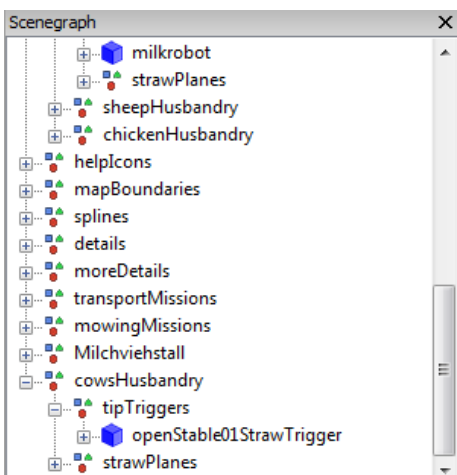 Scenegraph
milkrobot
strawPlanes
sheepHusbandry
chickenHusbandry
helpIcons
mapBoundaries
splines
details
moreDetails
transportMissions
mowingMissions
Milchviehstall
cowsHusbandry
tipTriggers
openStable01StrawTrigger
strawPlanes